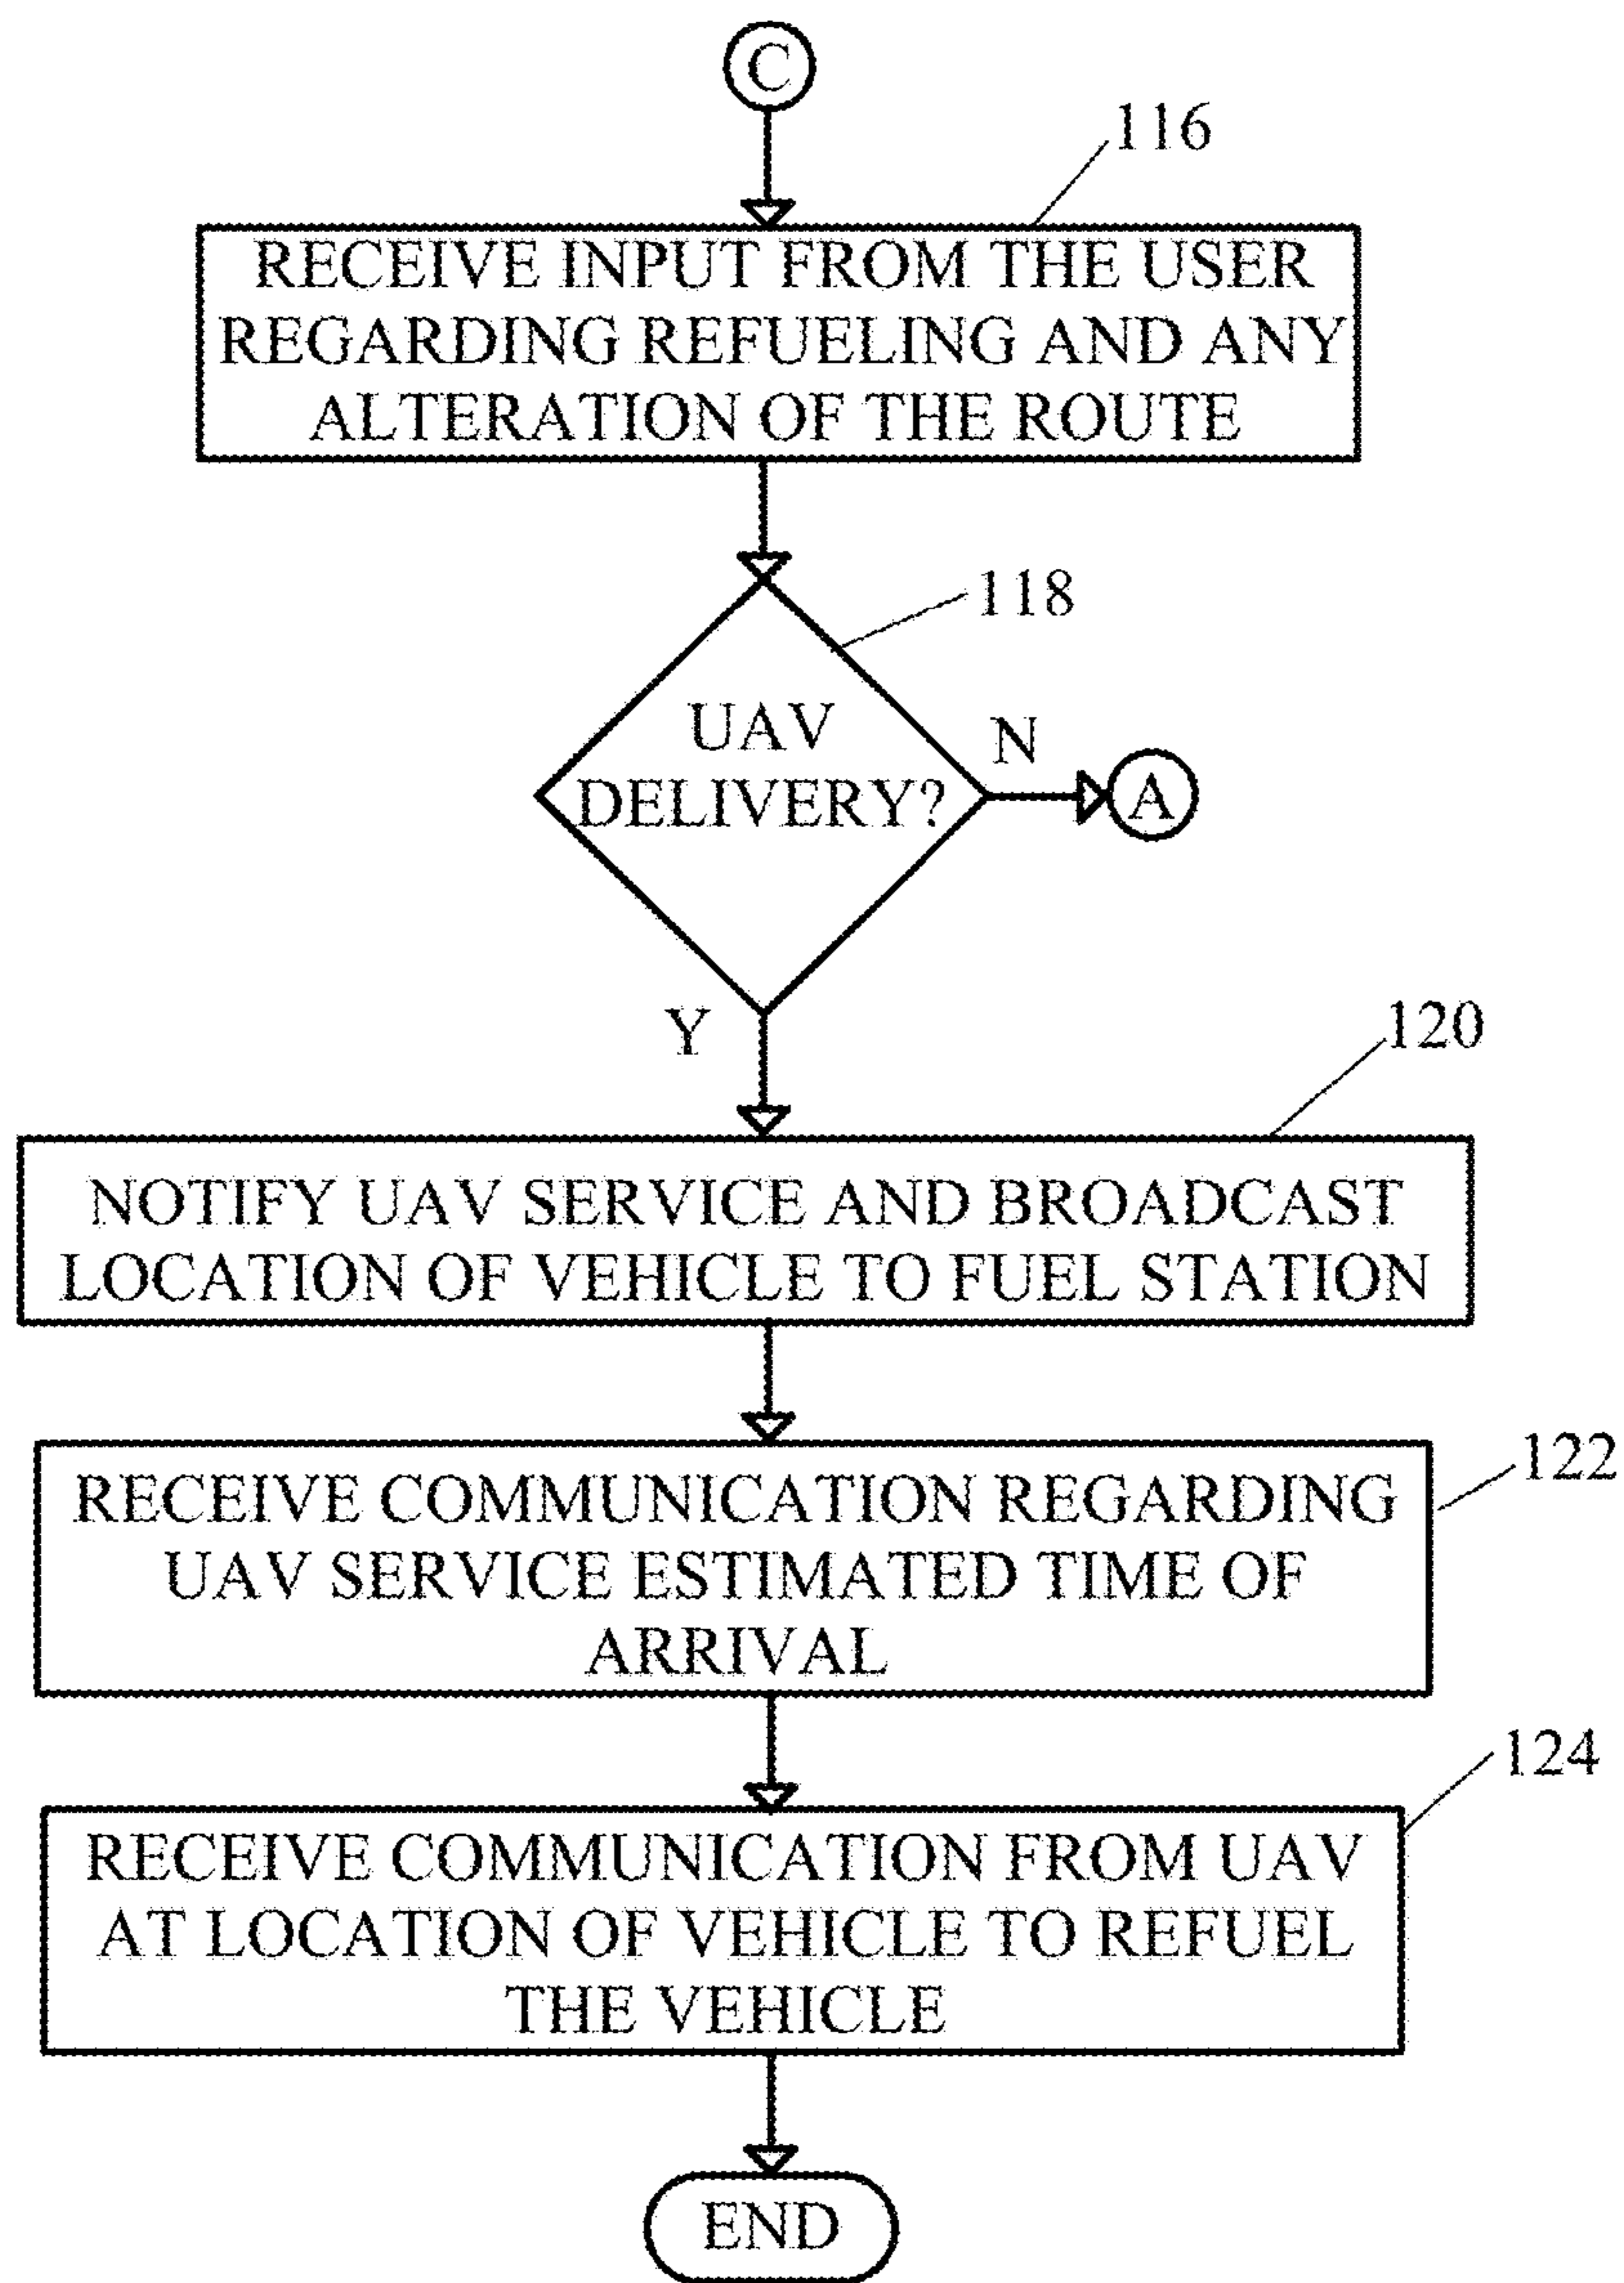 C
116
RECEIVE INPUT FROM THE USER
REGARDING REFUELING AND ANY
ALTERATION OF THE ROUTE
118
UAV
DELIVERY?
N
A
Y
120
NOTIFY UAV SERVICE AND BROADCAST
LOCATION OF VEHICLE TO FUEL STATION
122
RECEIVE COMMUNICATION REGARDING
UAV SERVICE ESTIMATED TIME OF
ARRIVAL
124
RECEIVE COMMUNICATION FROM UAV
AT LOCATION OF VEHICLE TO REFUEL
THE VEHICLE
END